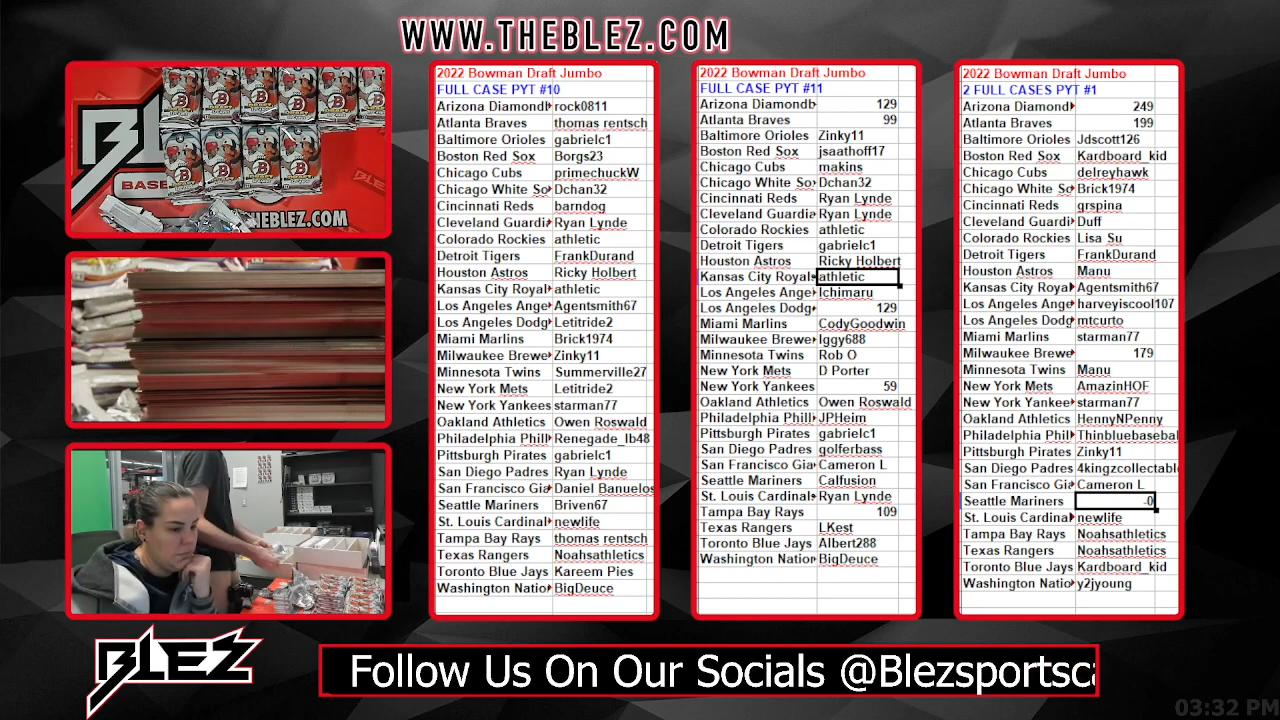 WWW.THEBLEZ.COM
BLEZ
BASE
THEBLEZ.COM
2022 Bowman Draft Jumbo
FULL CASE PYT #10
Arizona Diamondb rock0811
Atlanta Braves thomas rentsch
Baltimore Orioles gabrielc1
Boston Red Sox Borgs23
Chicago Cubs primechuckW
Chicago White So Dchan32
Cincinnati Reds barndog
Cleveland Guardia Ryan Lynde
Colorado Rockies athletic
Detroit Tigers FrankDurand
Houston Astros Ricky Holbert
Kansas City Royal athletic
Los Angeles Angel Agentsmith67
Los Angeles Dodg Letitride2
Miami Marlins Brick1974
Milwaukee Brewe Zinky11
Minnesota Twins Summerville27
New York Mets Letitride2
New York Yankees starman77
Oakland Athletics Owen Roswald
Philadelphia Philli Renegade_lb48
Pittsburgh Pirates gabrielc1
San Diego Padres Ryan Lynde
San Francisco Gia Daniel Banuelos
Seattle Mariners Briven67
St. Louis Cardinal newlife
Tampa Bay Rays thomas rentsch
Texas Rangers Noahsathletics
Toronto Blue Jays Kareem Pies
Washington Natio BigDeuce
2022 Bowman Draft Jumbo
FULL CASE PYT #11
Arizona Diamondb 129
Atlanta Braves 99
Baltimore Orioles Zinky11
Boston Red Sox jsaathoff17
Chicago Cubs makins
Chicago White Sox Dchan32
Cincinnati Reds Ryan Lynde
Cleveland Guardia Ryan Lynde
Colorado Rockies athletic
Detroit Tigers gabrielc1
Houston Astros Ricky Holbert
Kansas City Royals athletic
Los Angeles Ange Ichimaru
Los Angeles Dodg 129
Miami Marlins CodyGoodwin
Milwaukee Brewe Iggy688
Minnesota Twins Rob O
New York Mets D Porter
New York Yankees 59
Oakland Athletics Owen Roswald
Philadelphia Philli JPHeim
Pittsburgh Pirates gabrielc1
San Diego Padres golferbass
San Francisco Gia Cameron L
Seattle Mariners Calfusion
St. Louis Cardinals Ryan Lynde
Tampa Bay Rays 109
Texas Rangers LKest
Toronto Blue Jays Albert288
Washington Nation BigDeuce
2022 Bowman Draft Jumbo
2 FULL CASES PYT #1
Arizona Diamond 249
Atlanta Braves 199
Baltimore Orioles Jdscott126
Boston Red Sox Kardboard_kid
Chicago Cubs delreyhawk
Chicago White So Brick1974
Cincinnati Reds grspina
Cleveland Guardi Duff
Colorado Rockies Lisa Su
Detroit Tigers FrankDurand
Houston Astros Manu
Kansas City Roya Agentsmith67
Los Angeles Ange harveyiscool107
Los Angeles Dodg mtcurto
Miami Marlins starman77
Milwaukee Brewe 179
Minnesota Twins Manu
New York Mets AmazinHOF
New York Yankee starman77
Oakland Athletics HennyNPenny
Philadelphia Phil Thinbluebasebal
Pittsburgh Pirates Zinky11
San Diego Padres 4kingzcollectabl
San Francisco Gia Cameron L
Seattle Mariners -0
St. Louis Cardinal newlife
Tampa Bay Rays Noahsathletics
Texas Rangers Noahsathletics
Toronto Blue Jays Kardboard_kid
Washington Natio y2jyoung
BLEZ
Follow Us On Our Socials @Blezsportsca
03:32 PM